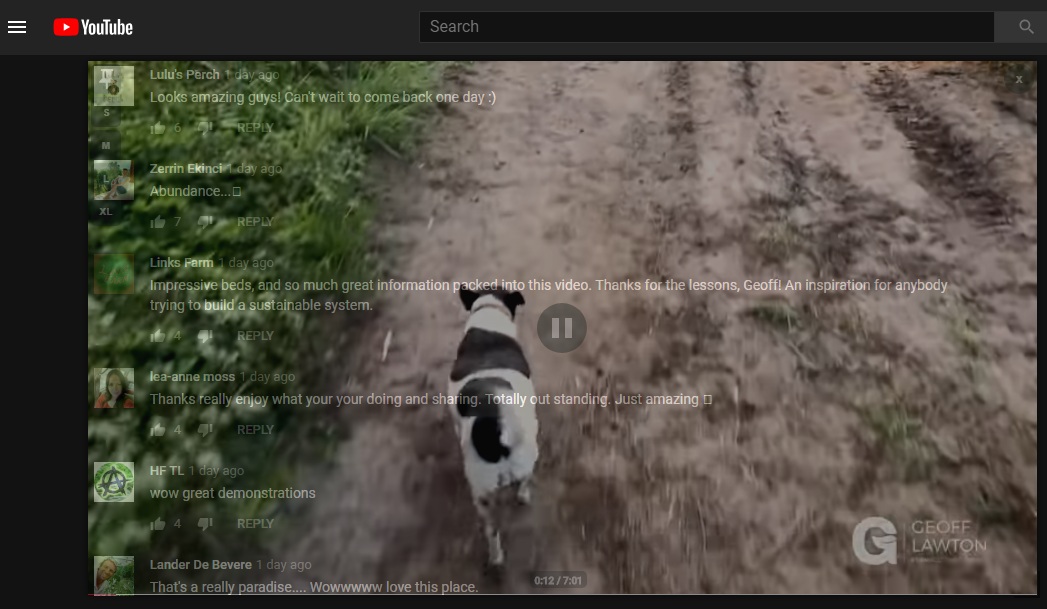 YouTube
Search
Lulu's Perch 1 day ago
x
Looks amazing guys! Can't wait to come back one day :)
S
6 REPLY
M
Zerrin Ekinci 1 day ago
L
Abundance...
XL
7 REPLY
Links Farm 1 day ago
Impressive beds, and so much great information packed into this video. Thanks for the lessons, Geoff! An inspiration for anybody
trying to build a sustainable system.
4 REPLY
lea-anne moss 1 day ago
Thanks really enjoy what your your doing and sharing. Totally out standing. Just amazing
4 REPLY
HF TL 1 day ago
wow great demonstrations
4 REPLY
GEOFF
LAWTON
Lander De Bevere 1 day ago
0:12 / 7:01
That's a really paradise.... Wowwwww love this place.